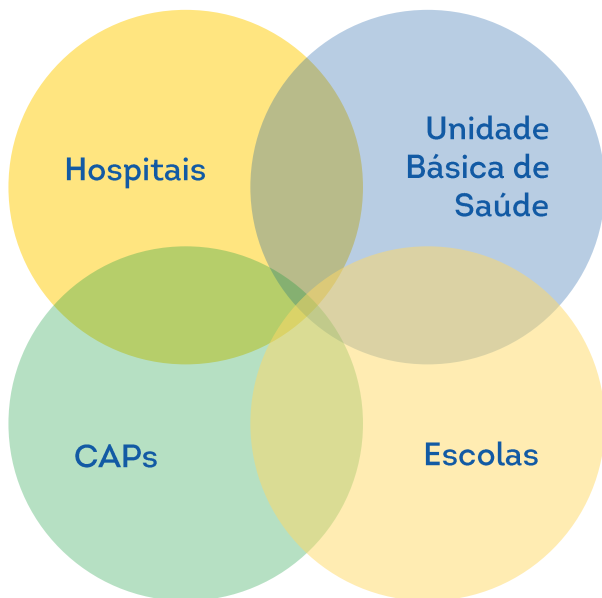 Hospitais
Unidade
Básica de
Saúde
CAPs
Escolas